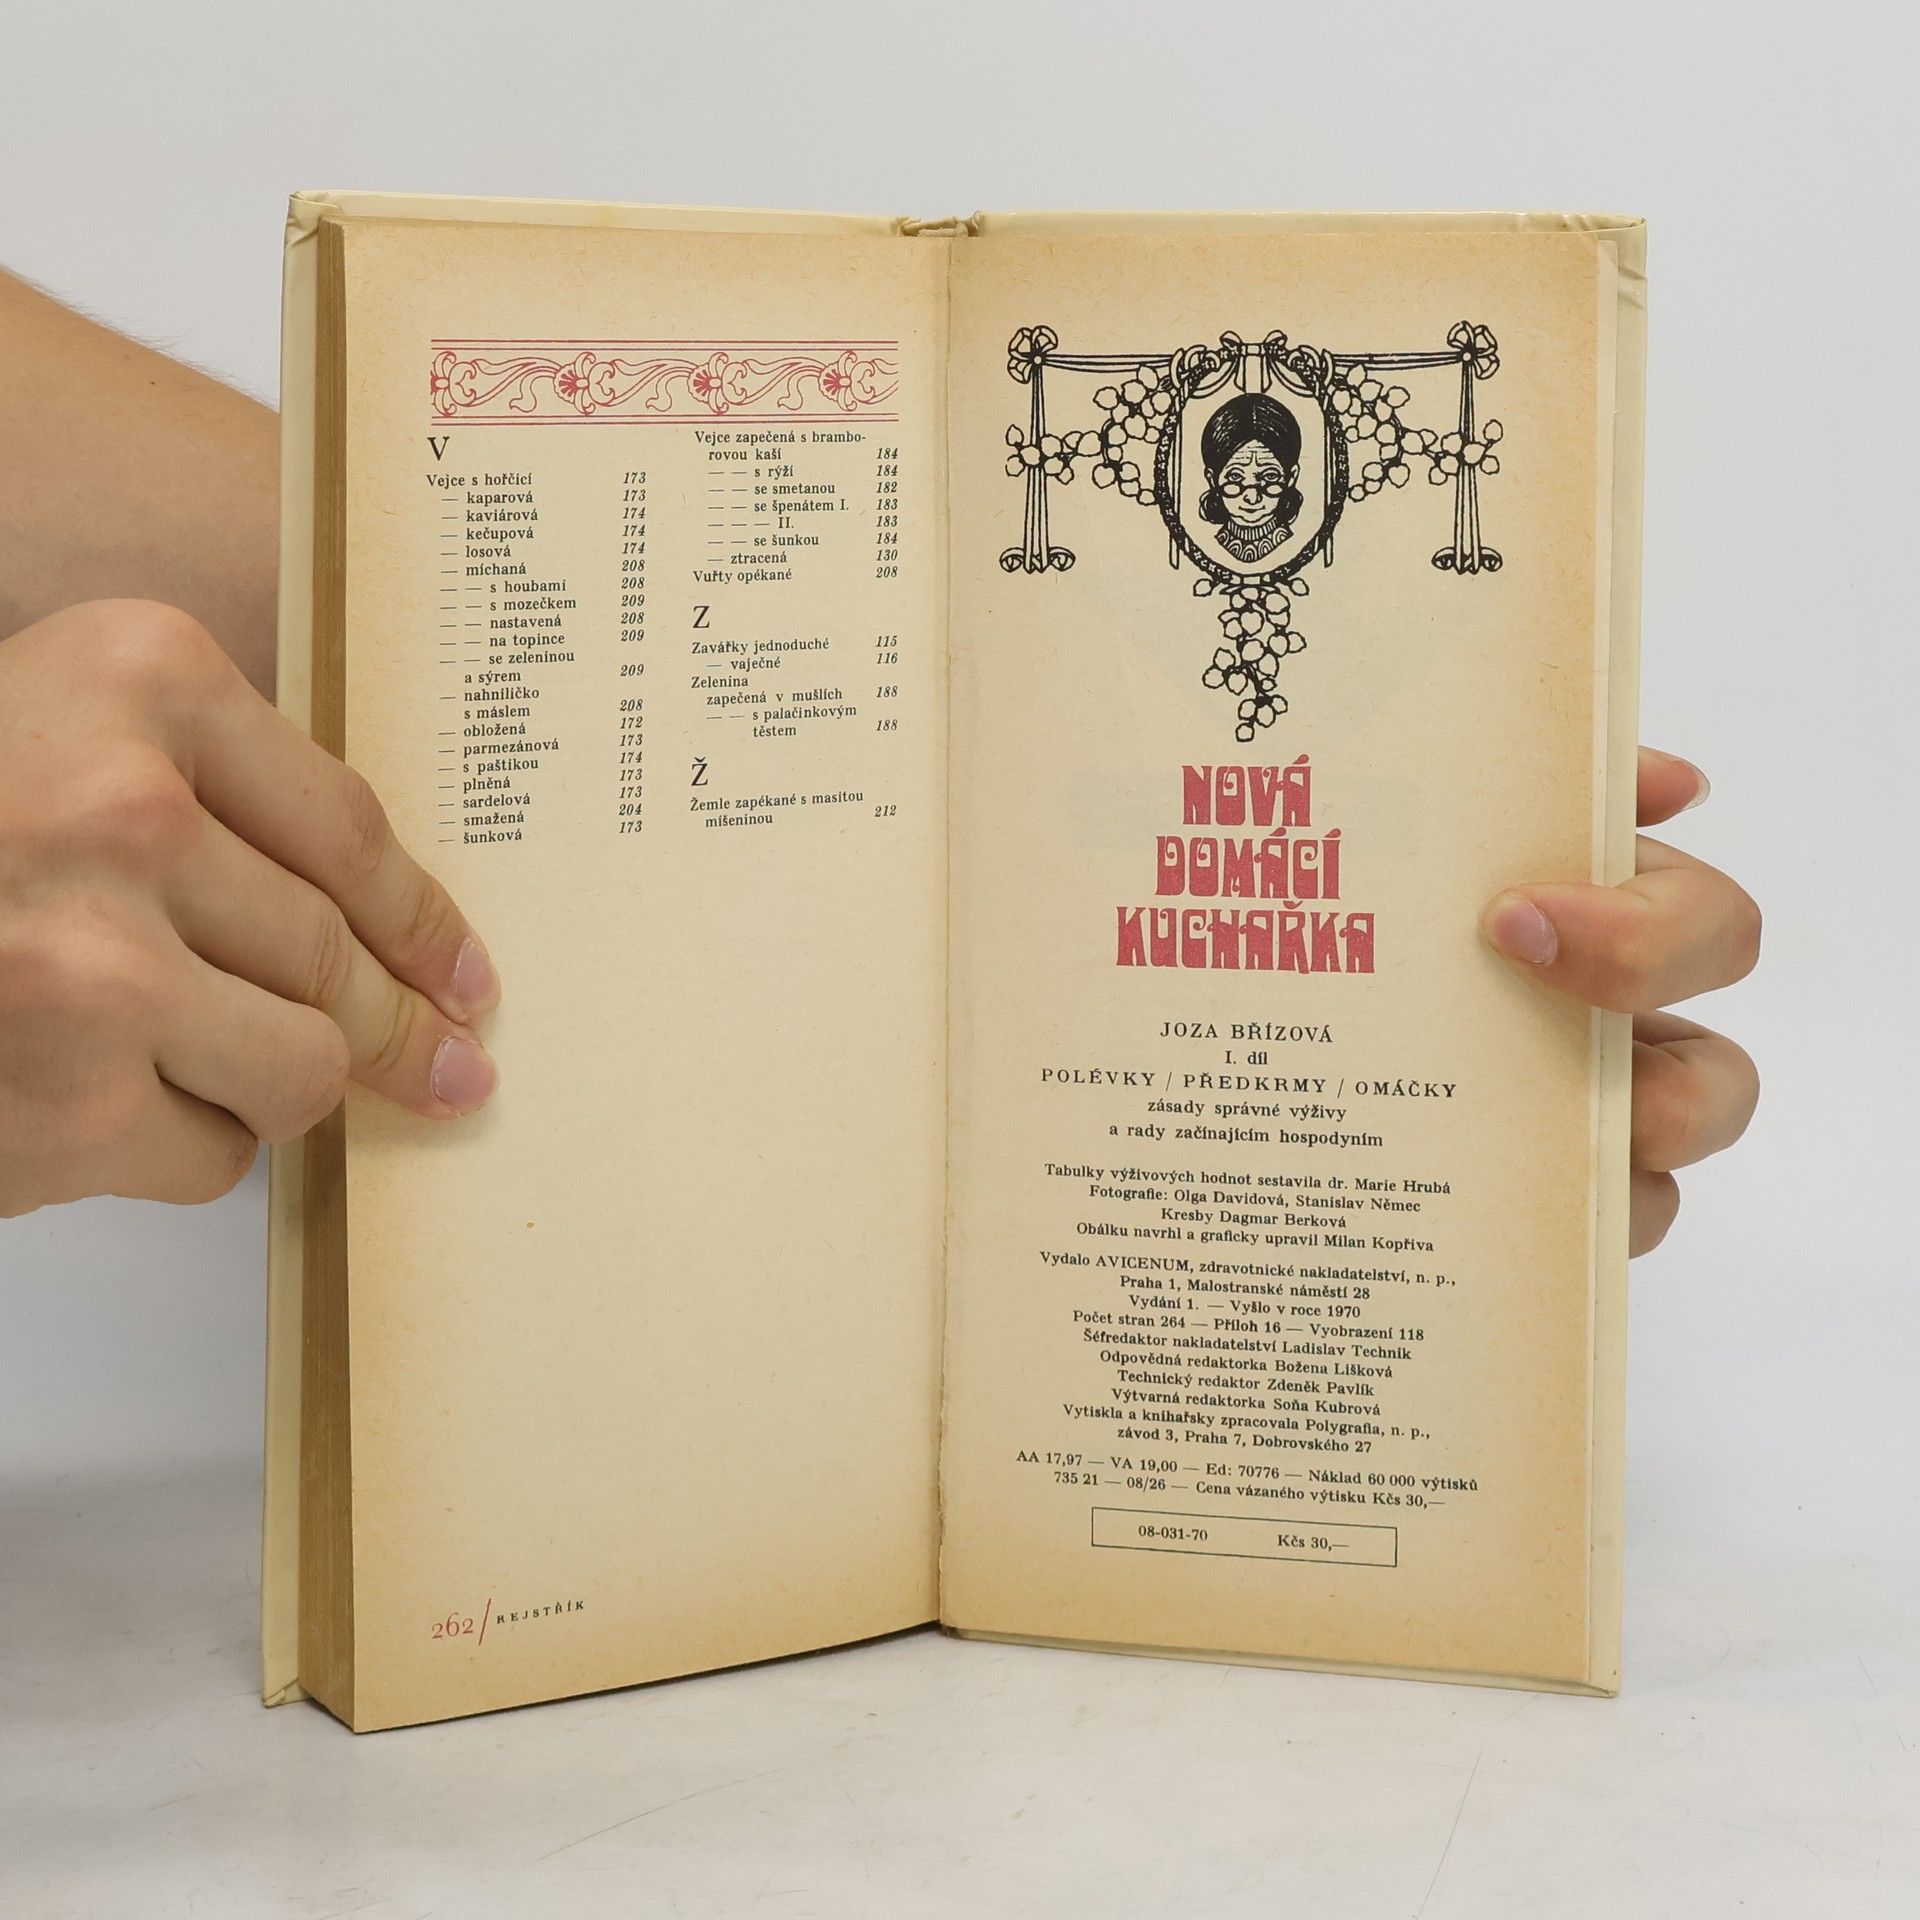 V
Vejce s hořčicí 173
— kaparová 173
— kaviárová 174
— kečupová 174
— losová 174
— míchaná 208
— — s houbami 208
— — s mozečkem 209
— — nastavená 208
— — na topince 209
— — se zeleninou
a sýrem 209
— nahniličko
s máslem 208
— obložená 172
— parmezánová 173
— s paštikou 174
— plněná 173
— sardelová 173
— smažená 204
— šunková 173
Vejce zapečená s brambo-
rovou kaší 184
— — s rýží 184
— — se smetanou 182
— — se špenátem I. 183
— — — II. 183
— — se šunkou 184
— ztracená 130
Vuřty opékané 208
Z
Zavářky jednoduché 115
— vaječné 116
Zelenina
zapečená v mušlích 188
— — s palačinkovým
těstem 188
Ž
Žemle zapékané s masitou
míšeninou 212
262/REJSTŘÍK
NOVÁ
DOMÁCÍ
KUCHAŘKA
JOZA BŘÍZOVÁ
I. díl
POLÉVKY / PŘEDKRMY / OMÁČKY
zásady správné výživy
a rady začínajícím hospodyním
Tabulky výživových hodnot sestavila dr. Marie Hrubá
Fotografie: Olga Davidová, Stanislav Němec
Kresby Dagmar Berková
Obálku navrhl a graficky upravil Milan Kopřiva
Vydalo AVICENUM, zdravotnické nakladatelství, n. p.,
Praha 1, Malostranské náměstí 28
Vydání 1. — Vyšlo v roce 1970
Počet stran 264 — Příloh 16 — Vyobrazení 118
Šéfredaktor nakladatelství Ladislav Technik
Odpovědná redaktorka Božena Lišková
Technický redaktor Zdeněk Pavlík
Výtvarná redaktorka Soňa Kubrová
Vytiskla a knihařsky zpracovala Polygrafia, n. p.,
závod 3, Praha 7, Dobrovského 27
AA 17,97 — VA 19,00 — Ed: 70776 — Náklad 60 000 výtisků
735 21 — 08/26 — Cena vázaného výtisku Kčs 30,—
08-031-70 Kčs 30,—